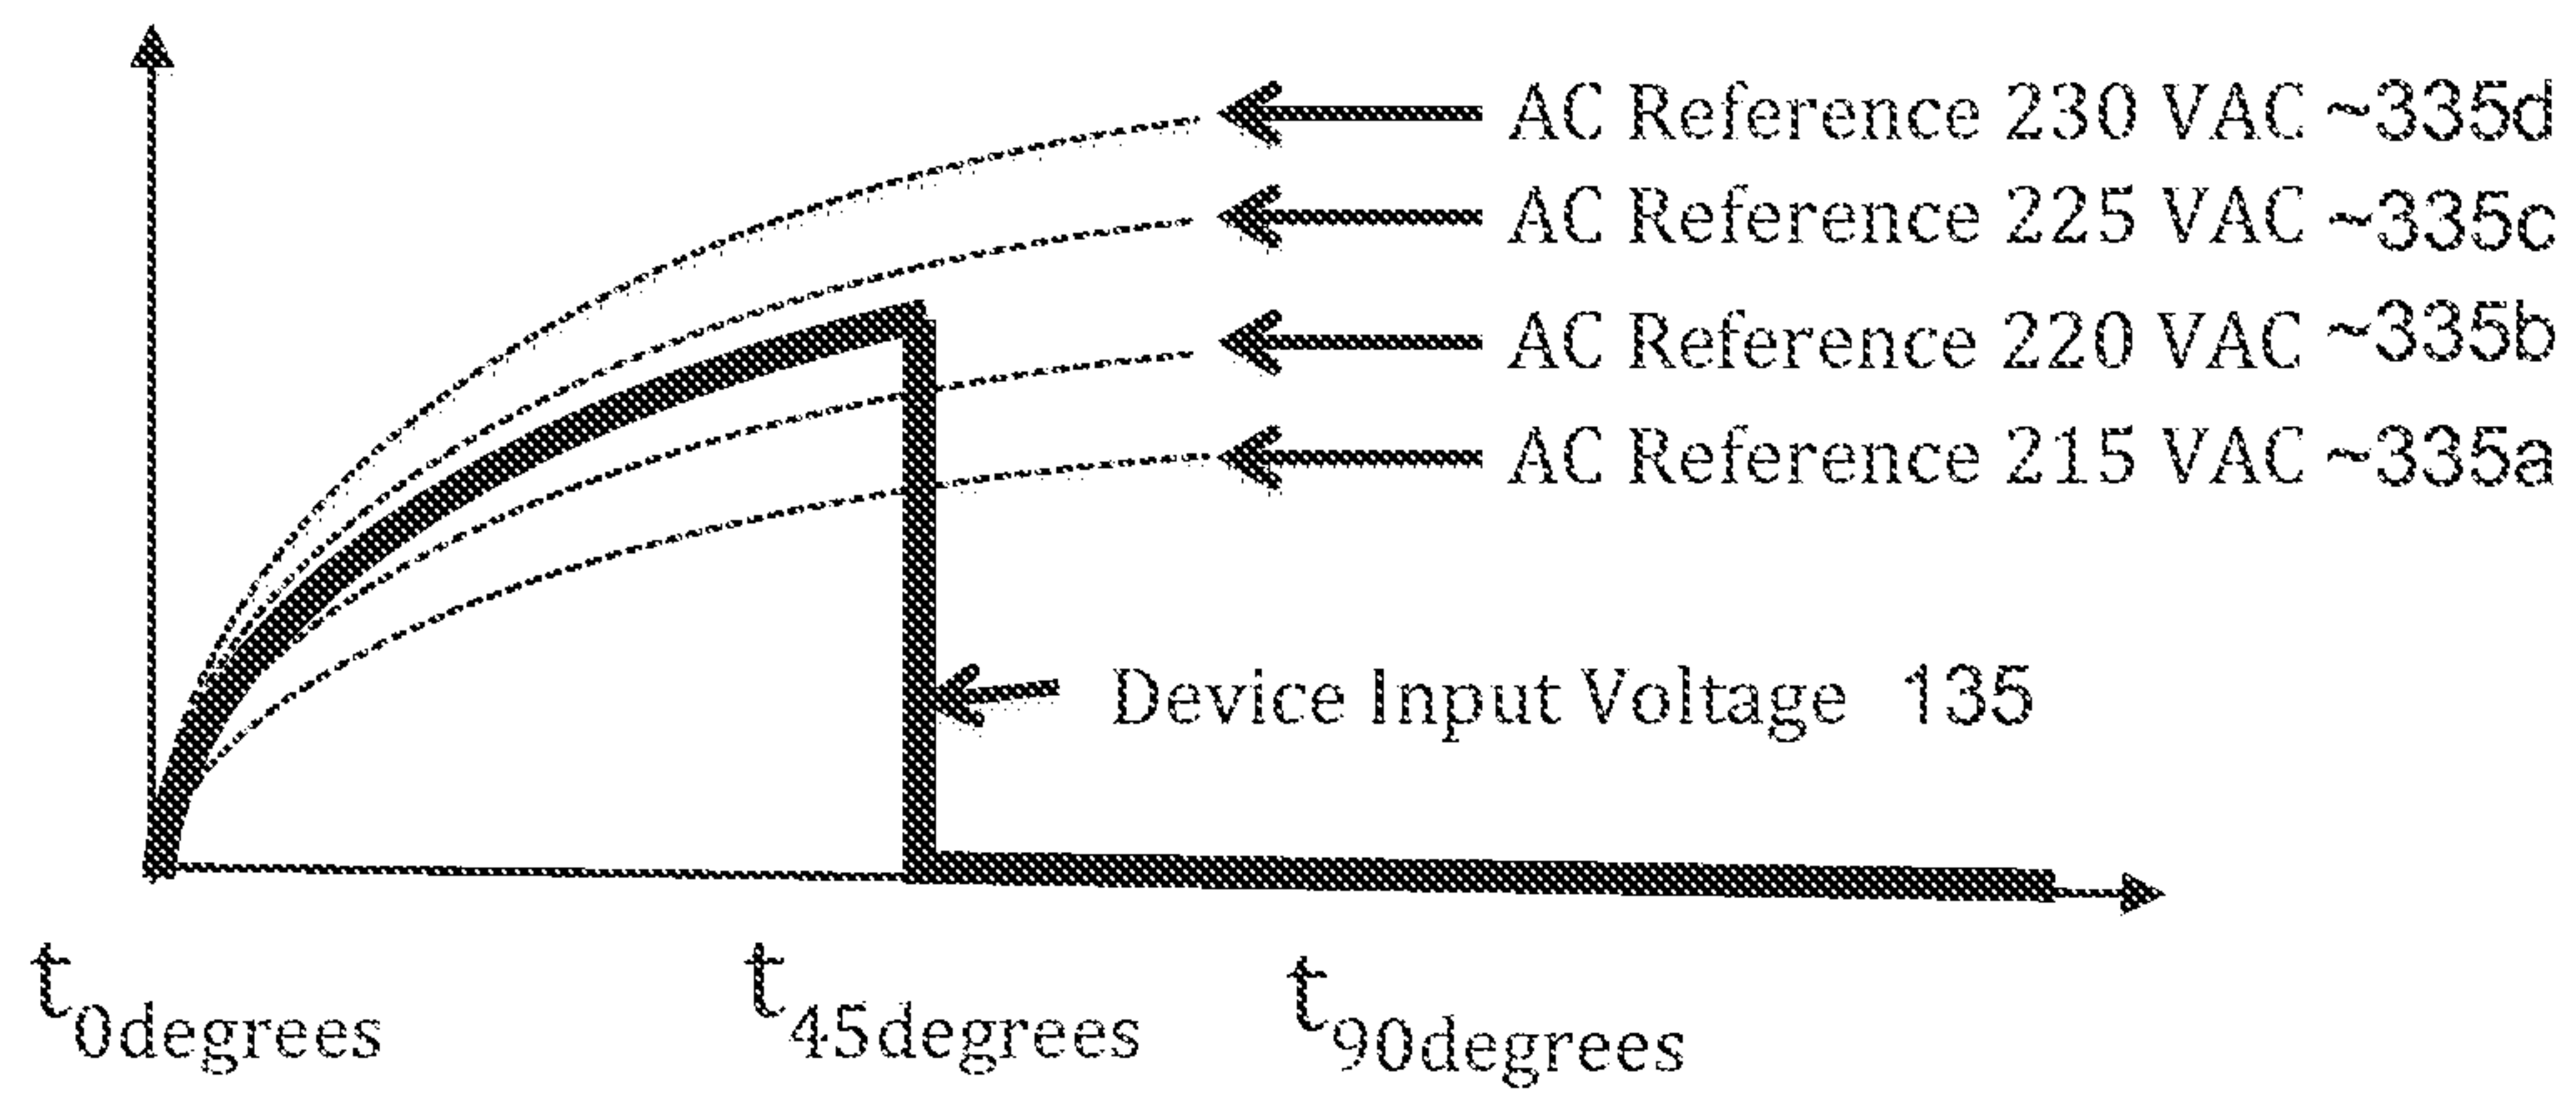 AC Reference 230 VAC ~335d
AC Reference 225 VAC ~335c
AC Reference 220 VAC ~335b
AC Reference 215 VAC ~335a
Device Input Voltage 135
t0degrees t45degrees t90degrees